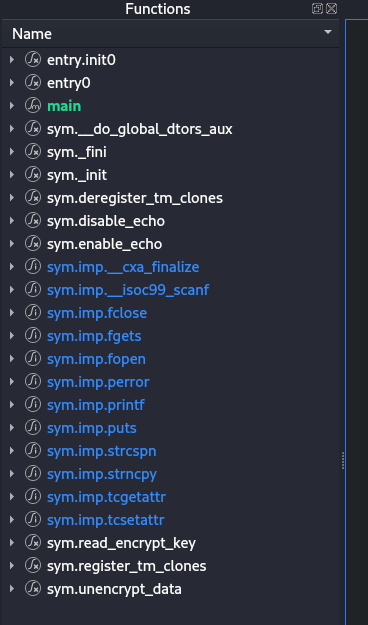 Functions
Name
entry.init0
entry0
main
sym.__do_global_dtors_aux
sym._fini
sym._init
sym.deregister_tm_clones
sym.disable_echo
sym.enable_echo
sym.imp.__cxa_finalize
sym.imp.__isoc99_scanf
sym.imp.fclose
sym.imp.fgets
sym.imp.fopen
sym.imp.perror
sym.imp.printf
sym.imp.puts
sym.imp.strcspn
sym.imp.strncpy
sym.imp.tcgetattr
sym.imp.tcsetattr
sym.read_encrypt_key
sym.register_tm_clones
sym.unencrypt_data